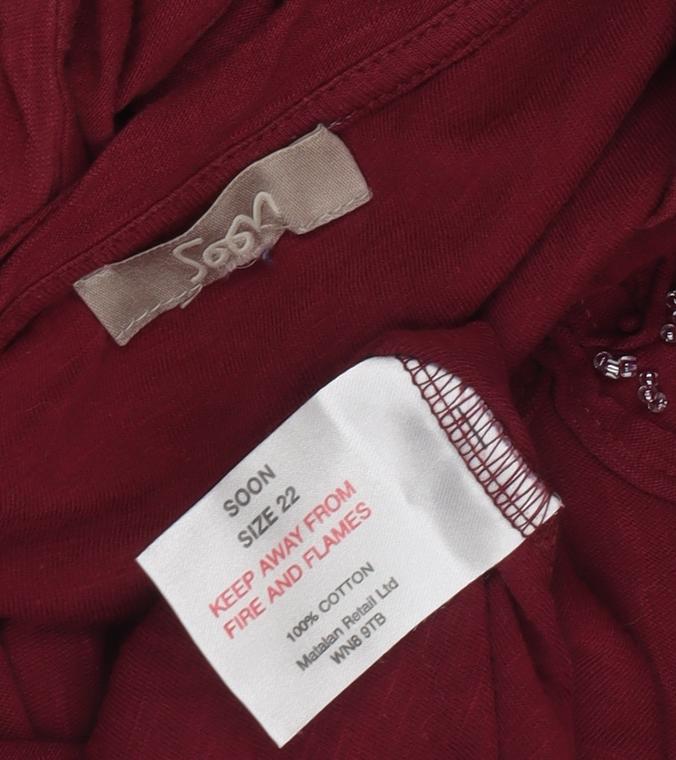 Soon
SOON
SIZE 22
KEEP AWAY FROM
FIRE AND FLAMES
100% COTTON
Matalan Retail Ltd
WN8 9TB